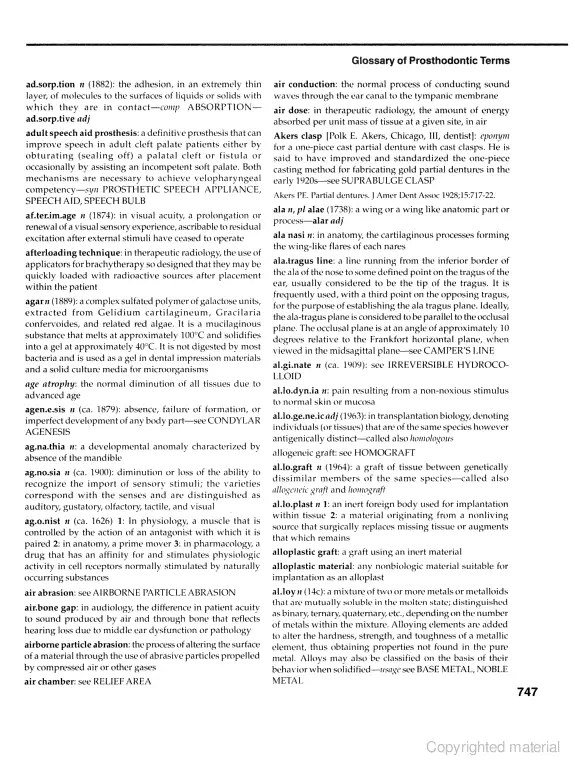 Glossary of Prosthodontic Terms
ad.sorp.tion n (1882): the adhesion, in an extremely thin
layer, of molecules to the surfaces of liquids or solids with
which they are in contact—comp ABSORPTION—
ad.sorp.tive adj
adult speech aid prosthesis: a definitive prosthesis that can
improve speech in adult cleft palate patients either by
obturating (sealing off) a palatal cleft or fistula or
occasionally by assisting an incompetent soft palate. Both
mechanisms are necessary to achieve velopharyngeal
competency—syn PROSTHETIC SPEECH APPLIANCE,
SPEECH AID, SPEECH BULB
af.ter.im.age n (1874): in visual acuity, a prolongation or
renewal of a visual sensory experience, ascribable to residual
excitation after external stimuli have ceased to operate
afterloading technique: in therapeutic radiology, the use of
applicators for brachytherapy so designed that they may be
quickly loaded with radioactive sources after placement
within the patient
agar n (1889): a complex sulfated polymer of galactose units,
extracted from Gelidium cartilagineum, Gracilaria
confervoides, and related red algae. It is a mucilaginous
substance that melts at approximately 100°C and solidifies
into a gel at approximately 40°C. It is not digested by most
bacteria and is used as a gel in dental impression materials
and a solid culture media for microorganisms
age atrophy: the normal diminution of all tissues due to
advanced age
agen.e.sis n (ca. 1879): absence, failure of formation, or
imperfect development of any body part—see CONDYLAR
AGENESIS
ag.na.thia n: a developmental anomaly characterized by
absence of the mandible
ag.no.sia n (ca. 1900): diminution or loss of the ability to
recognize the import of sensory stimuli; the varieties
correspond with the senses and are distinguished as
auditory, gustatory, olfactory, tactile, and visual
ag.o.nist n (ca. 1626) 1: In physiology, a muscle that is
controlled by the action of an antagonist with which it is
paired 2: in anatomy, a prime mover 3: in pharmacology, a
drug that has an affinity for and stimulates physiologic
activity in cell receptors normally stimulated by naturally
occurring substances
air abrasion: see AIRBORNE PARTICLE ABRASION
air.bone gap: in audiology, the difference in patient acuity
to sound produced by air and through bone that reflects
hearing loss due to middle ear dysfunction or pathology
airborne particle abrasion: the process of altering the surface
of a material through the use of abrasive particles propelled
by compressed air or other gases
air chamber: see RELIEF AREA
air conduction: the normal process of conducting sound
waves through the ear canal to the tympanic membrane
air dose: in therapeutic radiology, the amount of energy
absorbed per unit mass of tissue at a given site, in air
Akers clasp [Polk E. Akers, Chicago, Ill, dentist]: eponym
for a one-piece cast partial denture with cast clasps. He is
said to have improved and standardized the one-piece
casting method for fabricating gold partial dentures in the
early 1920s—see SUPRABULGE CLASP
Akers PE. Partial dentures. J Amer Dent Assoc 1928;15:717-22.
ala n, pl alae (1738): a wing or a wing like anatomic part or
process—alar adj
ala nasi n: in anatomy, the cartilaginous processes forming
the wing-like flares of each nares
ala.tragus line: a line running from the inferior border of
the ala of the nose to some defined point on the tragus of the
ear, usually considered to be the tip of the tragus. It is
frequently used, with a third point on the opposing tragus,
for the purpose of establishing the ala tragus plane. Ideally,
the ala-tragus plane is considered to be parallel to the occlusal
plane. The occlusal plane is at an angle of approximately 10
degrees relative to the Frankfort horizontal plane, when
viewed in the midsagittal plane—see CAMPER'S LINE
al.gi.nate n (ca. 1909): see IRREVERSIBLE HYDROCO-
LLOID
al.lo.dyn.ia n: pain resulting from a non-noxious stimulus
to normal skin or mucosa
al.lo.ge.ne.ic adj (1963): in transplantation biology, denoting
individuals (or tissues) that are of the same species however
antigenically distinct—called also homologous
allogeneic graft: see HOMOGRAFT
al.lo.graft n (1964): a graft of tissue between genetically
dissimilar members of the same species—called also
allogeneic graft and homograft
al.lo.plast n 1: an inert foreign body used for implantation
within tissue 2: a material originating from a nonliving
source that surgically replaces missing tissue or augments
that which remains
alloplastic graft: a graft using an inert material
alloplastic material: any nonbiologic material suitable for
implantation as an alloplast
al.loy n (14c): a mixture of two or more metals or metalloids
that are mutually soluble in the molten state; distinguished
as binary, ternary, quaternary, etc., depending on the number
of metals within the mixture. Alloying elements are added
to alter the hardness, strength, and toughness of a metallic
element, thus obtaining properties not found in the pure
metal. Alloys may also be classified on the basis of their
behavior when solidified—usage see BASE METAL, NOBLE
METAL
747
Copyrighted material